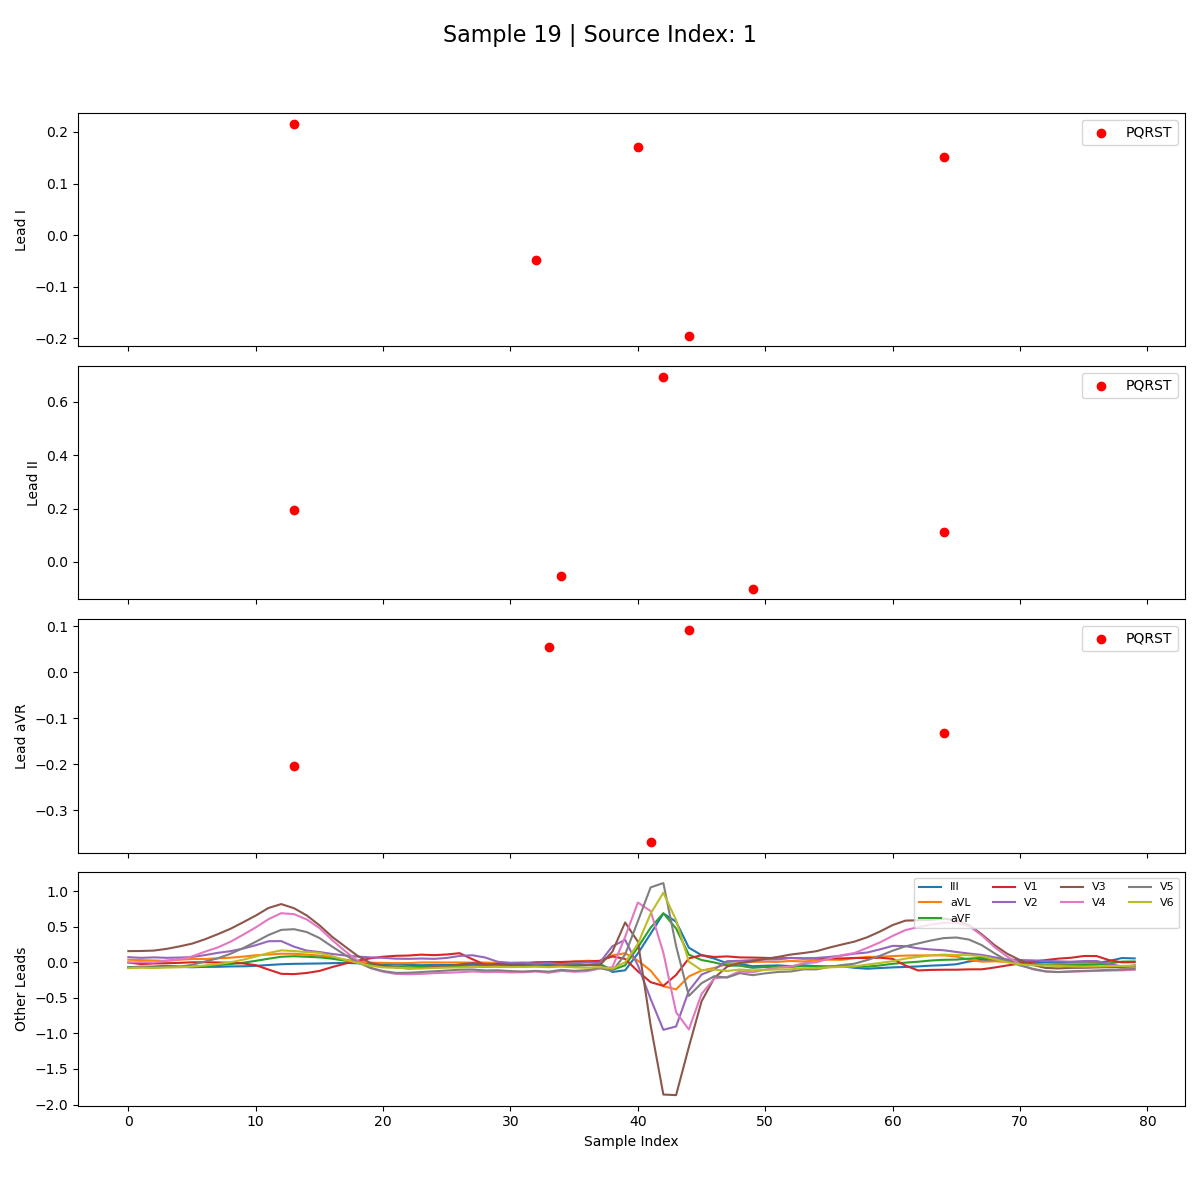 Sample 19 | Source Index: 1
0.2
0.1
0.0
−0.1
−0.2
Lead I
PQRST
0.6
0.4
0.2
0.0
Lead II
PQRST
0.1
0.0
−0.1
−0.2
−0.3
Lead aVR
PQRST
1.0
0.5
0.0
−0.5
−1.0
−1.5
−2.0
Other Leads
III V1 V3 V5
aVL V2 V4 V6
aVF
0 10 20 30 40 50 60 70 80
Sample Index